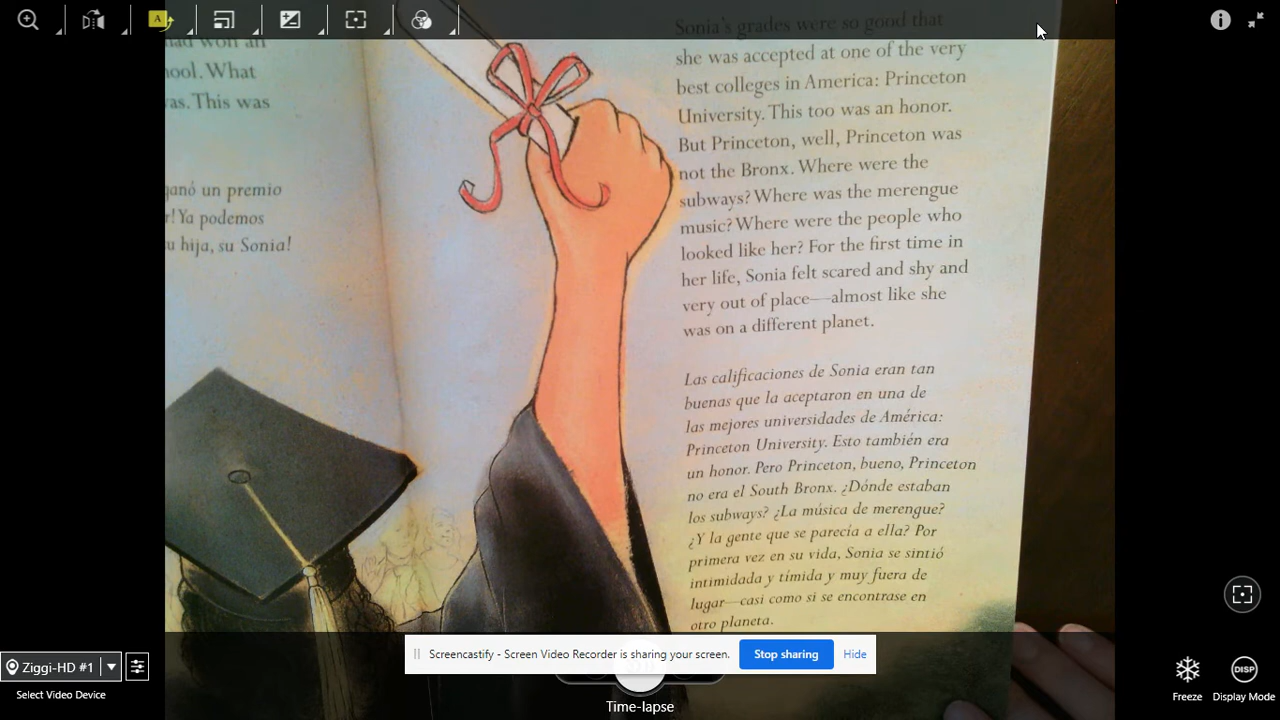 had won an
ool. What
as. This was
ganó un premio
r! Ya podemos
u hija, su Sonia!
Sonia's grades were so good that
she was accepted at one of the very
best colleges in America: Princeton
University. This too was an honor.
But Princeton, well, Princeton was
not the Bronx. Where were the
subways? Where was the merengue
music? Where were the people who
looked like her? For the first time in
her life, Sonia felt scared and shy and
very out of place—almost like she
was on a different planet.
Las calificaciones de Sonia eran tan
buenas que la aceptaron en una de
las mejores universidades de América:
Princeton University. Esto también era
un honor. Pero Princeton, bueno, Princeton
no era el South Bronx. ¿Dónde estaban
los subways? ¿La música de merengue?
¿Y la gente que se parecía a ella? Por
primera vez en su vida, Sonia se sintió
intimidada y tímida y muy fuera de
lugar—casi como si se encontrase en
otro planeta.
Screencastify - Screen Video Recorder is sharing your screen.
Stop sharing
Hide
Ziggi-HD #1
Select Video Device
Time-lapse
Freeze
DISP
Display Mode